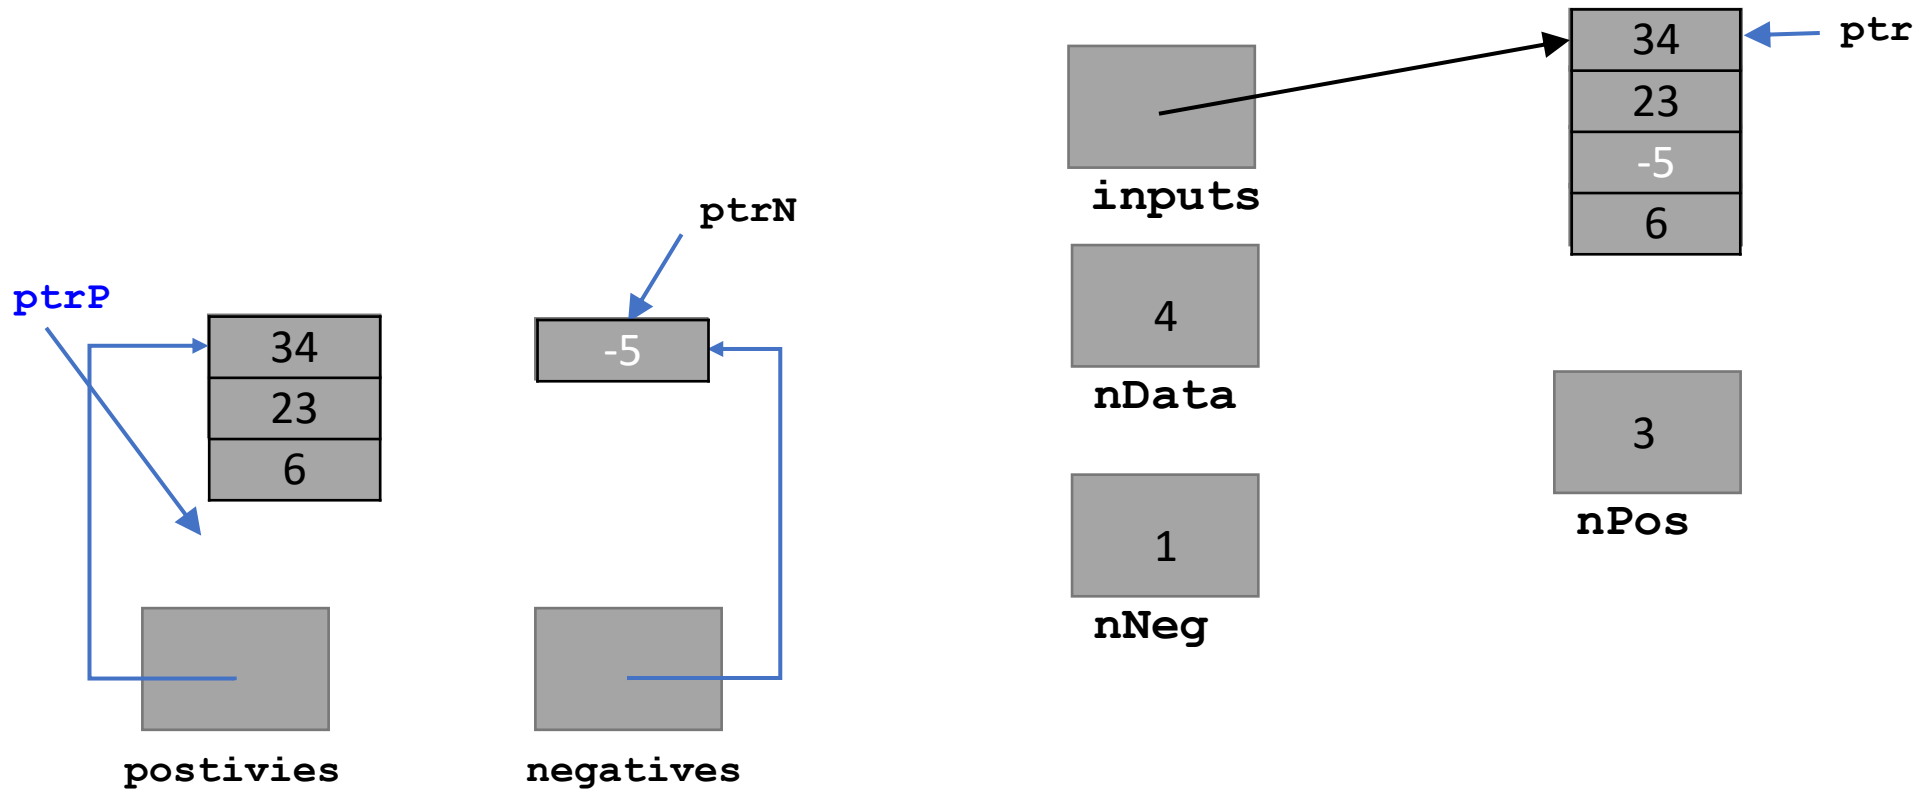 34
ptr
23
-5
6
inputs
ptrN
ptrP
34
-5
23
6
4
nData
3
nPos
1
nNeg
postivies
negatives